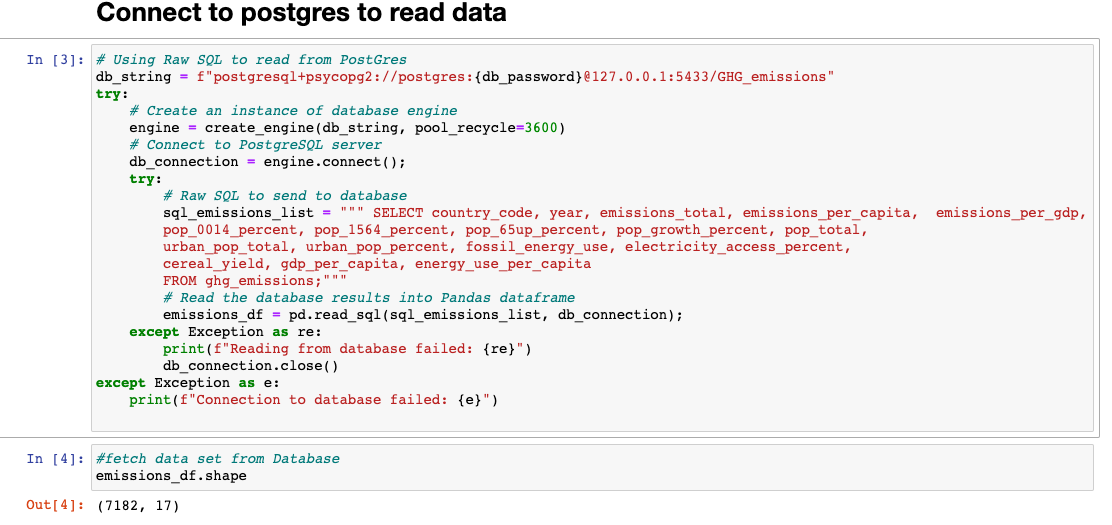 Connect to postgres to read data
In [3]: # Using Raw SQL to read from PostGres
db_string = f"postgresql+psycopg2://postgres:{db_password}@127.0.0.1:5433/GHG_emissions"
try:
    # Create an instance of database engine
    engine = create_engine(db_string, pool_recycle=3600)
    # Connect to PostgreSQL server
    db_connection = engine.connect();
    try:
        # Raw SQL to send to database
        sql_emissions_list = """ SELECT country_code, year, emissions_total, emissions_per_capita,  emissions_per_gdp,
        pop_0014_percent, pop_1564_percent, pop_65up_percent, pop_growth_percent, pop_total,
        urban_pop_total, urban_pop_percent, fossil_energy_use, electricity_access_percent,
        cereal_yield, gdp_per_capita, energy_use_per_capita
        FROM ghg_emissions;"""
        # Read the database results into Pandas dataframe
        emissions_df = pd.read_sql(sql_emissions_list, db_connection);
    except Exception as re:
        print(f"Reading from database failed: {re}")
        db_connection.close()
except Exception as e:
    print(f"Connection to database failed: {e}")
In [4]: #fetch data set from Database
emissions_df.shape
Out[4]: (7182, 17)